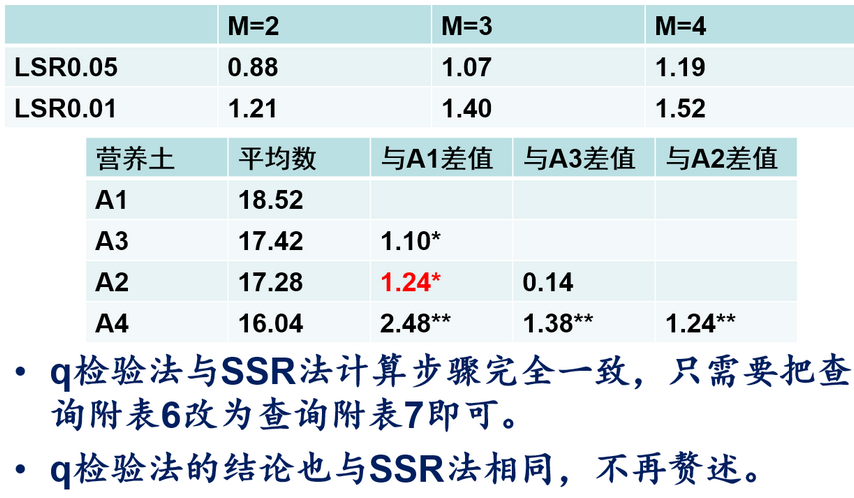 M=2 M=3 M=4
LSR0.05 0.88 1.07 1.19
LSR0.01 1.21 1.40 1.52
营养土 平均数 与A1差值 与A3差值 与A2差值
A1 18.52
A3 17.42 1.10*
A2 17.28 1.24* 0.14
A4 16.04 2.48** 1.38** 1.24**
• q检验法与SSR法计算步骤完全一致，只需要把查
询附表6改为查询附表7即可。
• q检验法的结论也与SSR法相同，不再赘述。